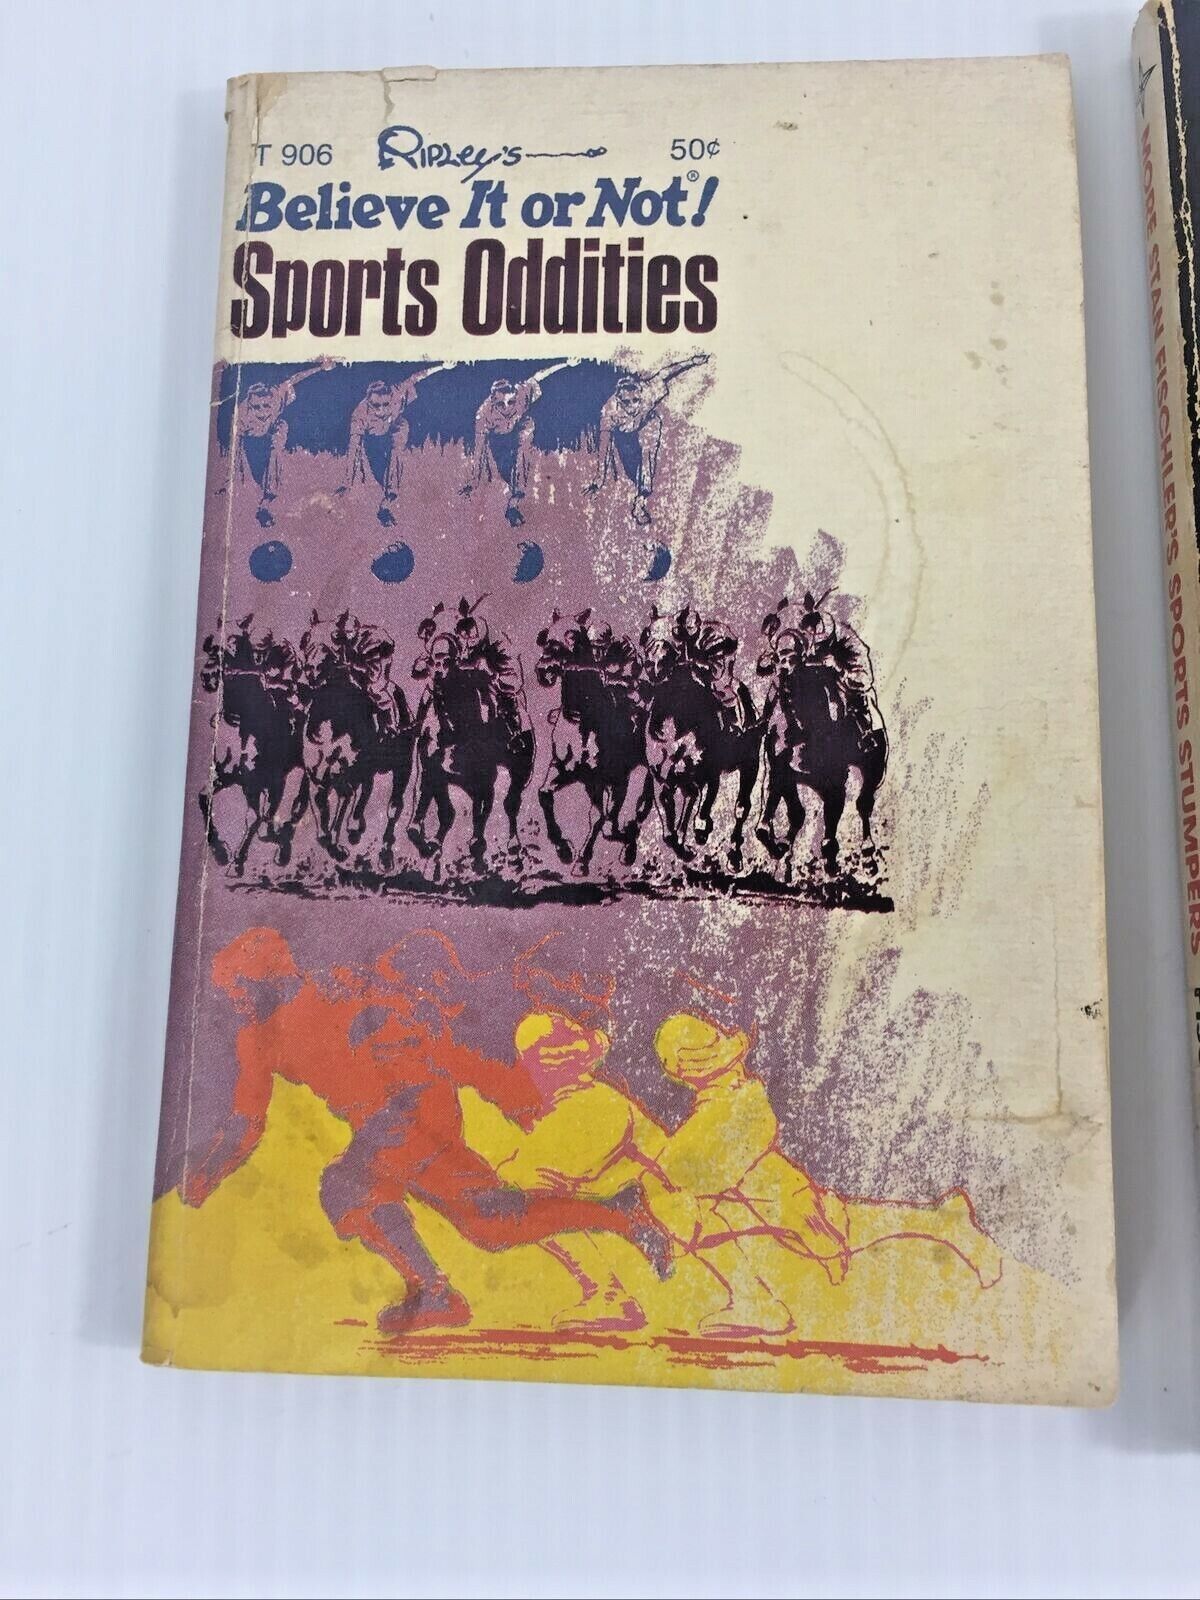 T 906 Ripley's 50¢
Believe It or Not!®
Sports Oddities
MORE STAN FISCHLER'S SPORTS STUMPERS